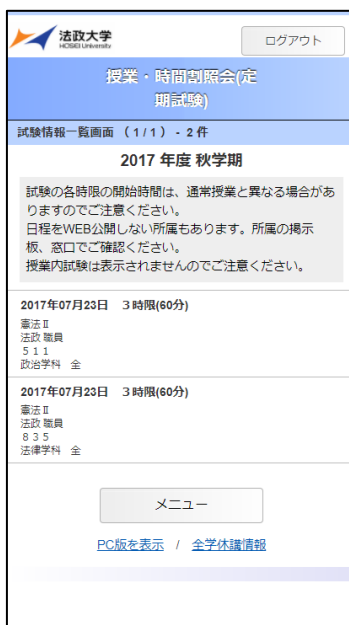 法政大学
HOSEI University
ログアウト
授業・時間割照会(定
期試験)
試験情報一覧画面 （1/1） - 2 件
2017 年度 秋学期
試験の各時限の開始時間は、通常授業と異なる場合があ
りますのでご注意ください。
日程をWEB公開しない所属もあります。所属の掲示
板、窓口でご確認ください。
授業内試験は表示されませんのでご注意ください。
2017年07月23日　３時限(60分)
憲法Ⅱ
法政 職員
５１１
政治学科　全
2017年07月23日　３時限(60分)
憲法Ⅱ
法政 職員
８３５
法律学科　全
メニュー
PC版を表示 / 全学休講情報